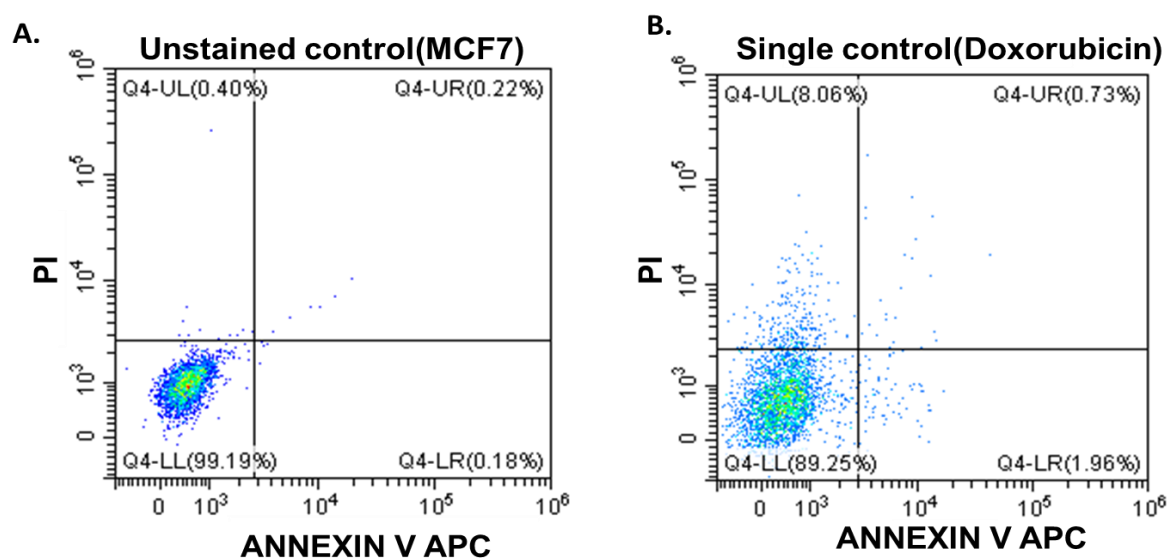 A.
Unstained control(MCF7)
10^6
Q4-UL(0.40%)
Q4-UR(0.22%)
10^5
PI
10^4
10^3
0
Q4-LL(99.19%)
Q4-LR(0.18%)
0 10^3 10^4 10^5 10^6
ANNEXIN V APC
B.
Single control(Doxorubicin)
10^6
Q4-UL(8.06%)
Q4-UR(0.73%)
10^5
PI
10^4
10^3
0
Q4-LL(89.25%)
Q4-LR(1.96%)
0 10^3 10^4 10^5 10^6
ANNEXIN V APC